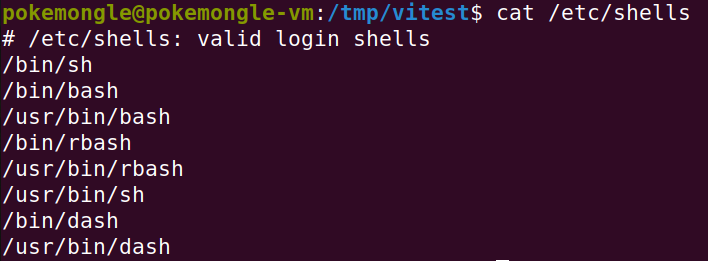 pokemongle@pokemongle-vm:/tmp/vitest$ cat /etc/shells
# /etc/shells: valid login shells
/bin/sh
/bin/bash
/usr/bin/bash
/bin/rbash
/usr/bin/rbash
/usr/bin/sh
/bin/dash
/usr/bin/dash